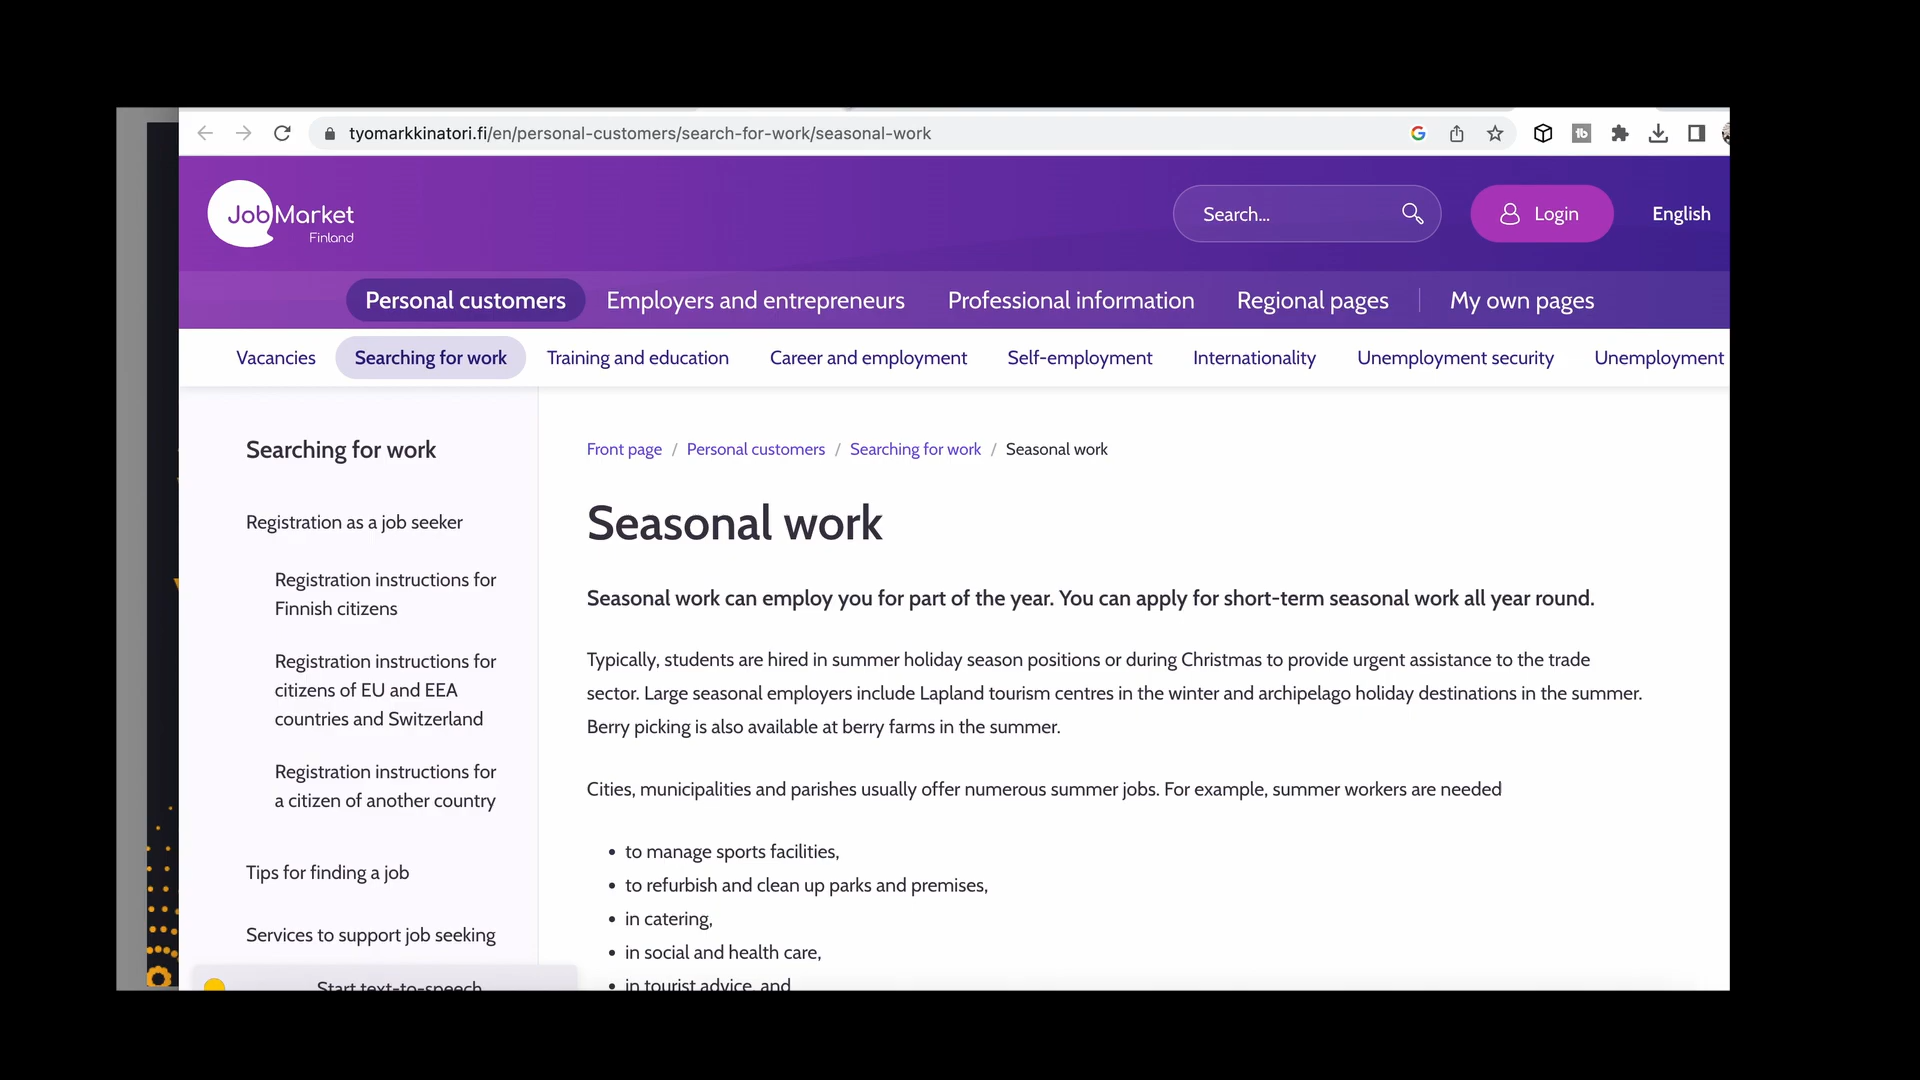 tyomarkkinatori.fi/en/personal-customers/search-for-work/seasonal-work
JobMarket
Finland
Search...
Login
English
Personal customers
Employers and entrepreneurs
Professional information
Regional pages
My own pages
Vacancies
Searching for work
Training and education
Career and employment
Self-employment
Internationality
Unemployment security
Unemployment
Searching for work
Registration as a job seeker
Registration instructions for
Finnish citizens
Registration instructions for
citizens of EU and EEA
countries and Switzerland
Registration instructions for
a citizen of another country
Tips for finding a job
Services to support job seeking
Start text-to-speech
Front page / Personal customers / Searching for work / Seasonal work
Seasonal work
Seasonal work can employ you for part of the year. You can apply for short-term seasonal work all year round.
Typically, students are hired in summer holiday season positions or during Christmas to provide urgent assistance to the trade
sector. Large seasonal employers include Lapland tourism centres in the winter and archipelago holiday destinations in the summer.
Berry picking is also available at berry farms in the summer.
Cities, municipalities and parishes usually offer numerous summer jobs. For example, summer workers are needed
• to manage sports facilities,
• to refurbish and clean up parks and premises,
• in catering,
• in social and health care,
• in tourist advice, and